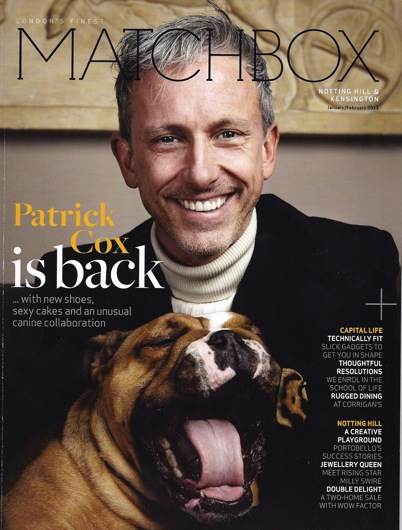 LONDON'S FINEST
MATCHBOX
NOTTING HILL &
KENSINGTON
January/February 2013
Patrick
Cox
is back
... with new shoes,
sexy cakes and an unusual
canine collaboration
CAPITAL LIFE
TECHNICALLY FIT
SLICK GADGETS TO
GET YOU IN SHAPE
THOUGHTFUL
RESOLUTIONS
WE ENROL IN THE
SCHOOL OF LIFE
RUGGED DINING
AT CORRIGAN'S
NOTTING HILL
A CREATIVE
PLAYGROUND
PORTOBELLO'S
SUCCESS STORIES
JEWELLERY QUEEN
MEET RISING STAR
MILLY SWIRE
DOUBLE DELIGHT
A TWO-HOME SALE
WITH WOW FACTOR